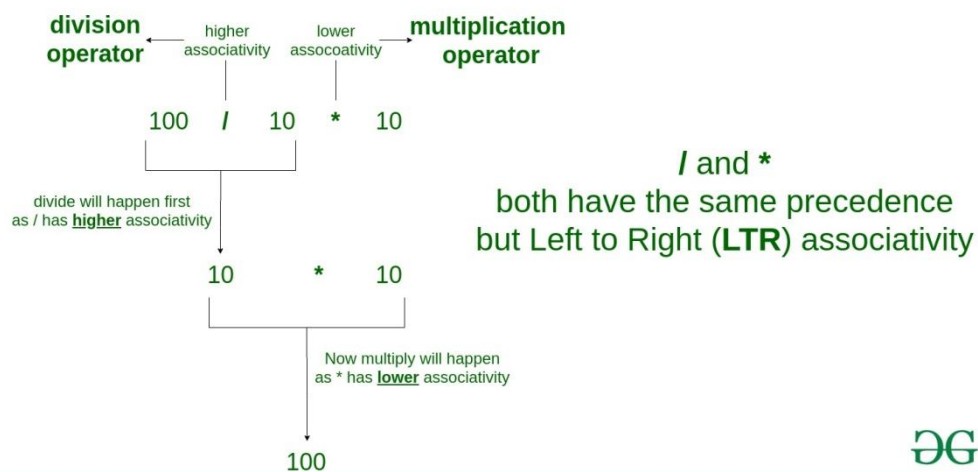 division
operator
higher
associativity
lower
assocoativity
multiplication
operator
100 / 10 * 10
divide will happen first
as / has higher associativity
/ and *
both have the same precedence
but Left to Right (LTR) associativity
10 * 10
Now multiply will happen
as * has lower associativity
100